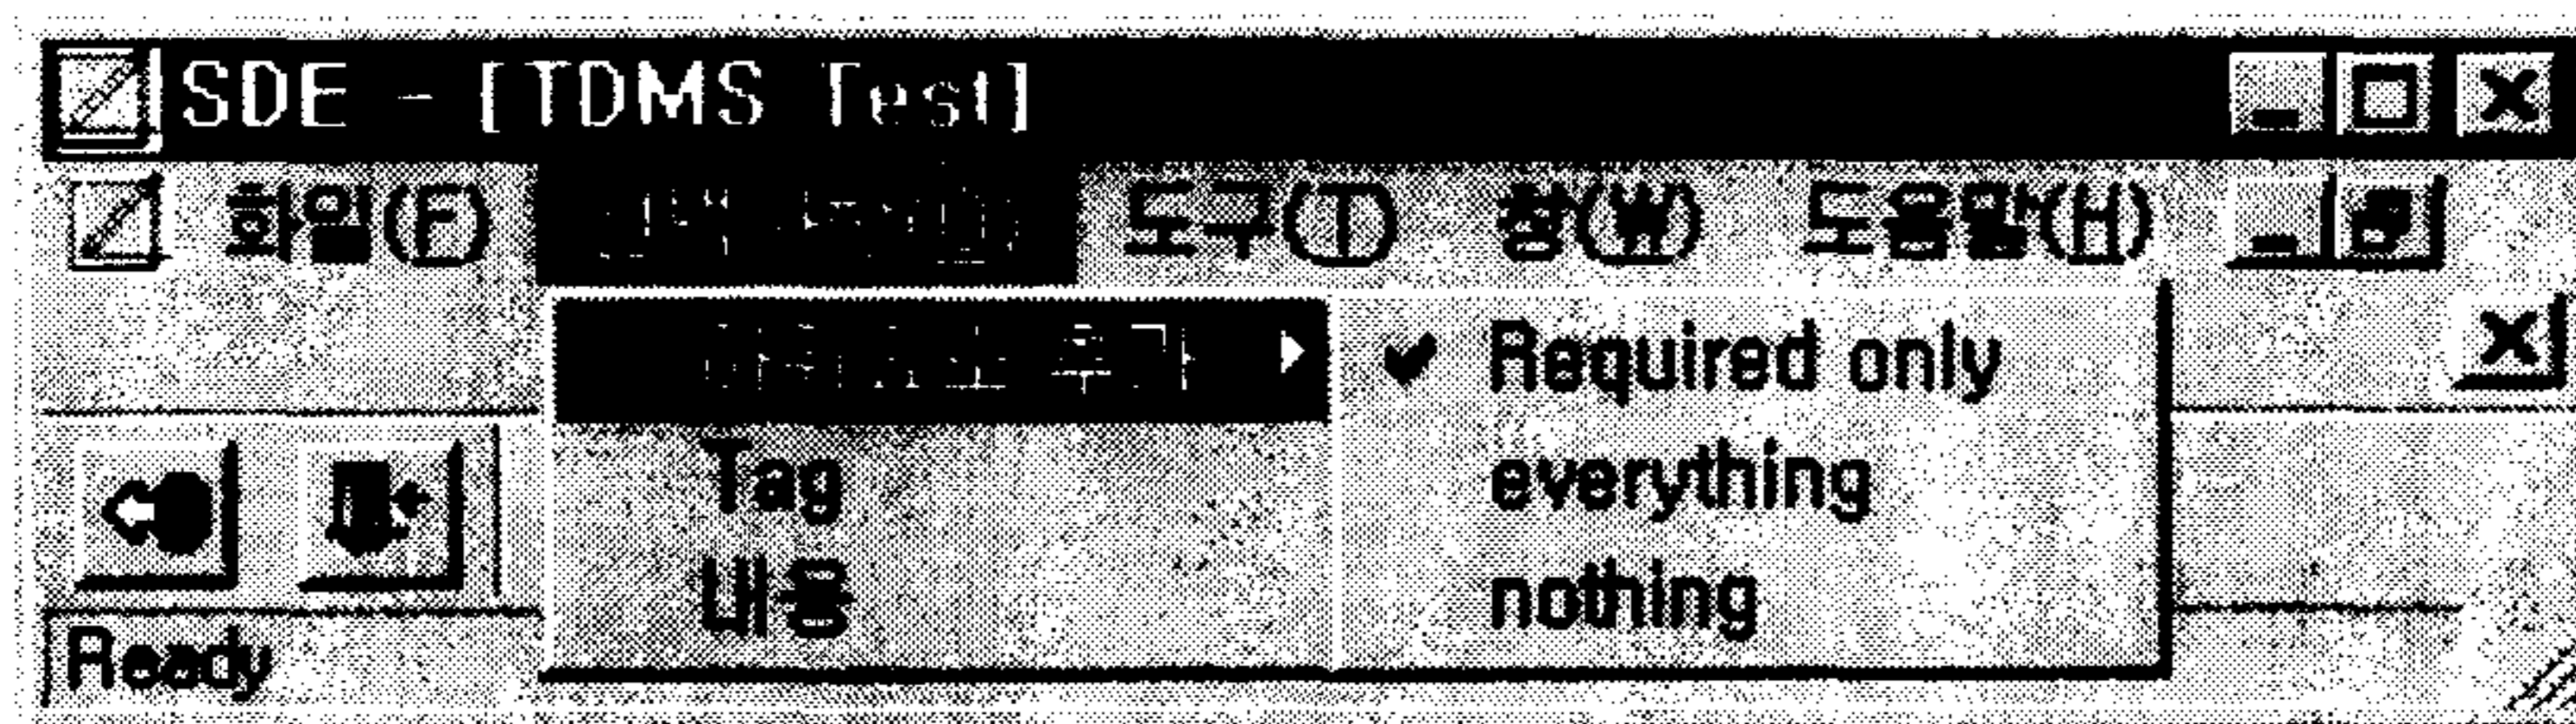 SDE - [TDMS Test]
화일(F) 도구(T) 창(W) 도움말(H)
Required only
Tag everything
내용 nothing
Ready